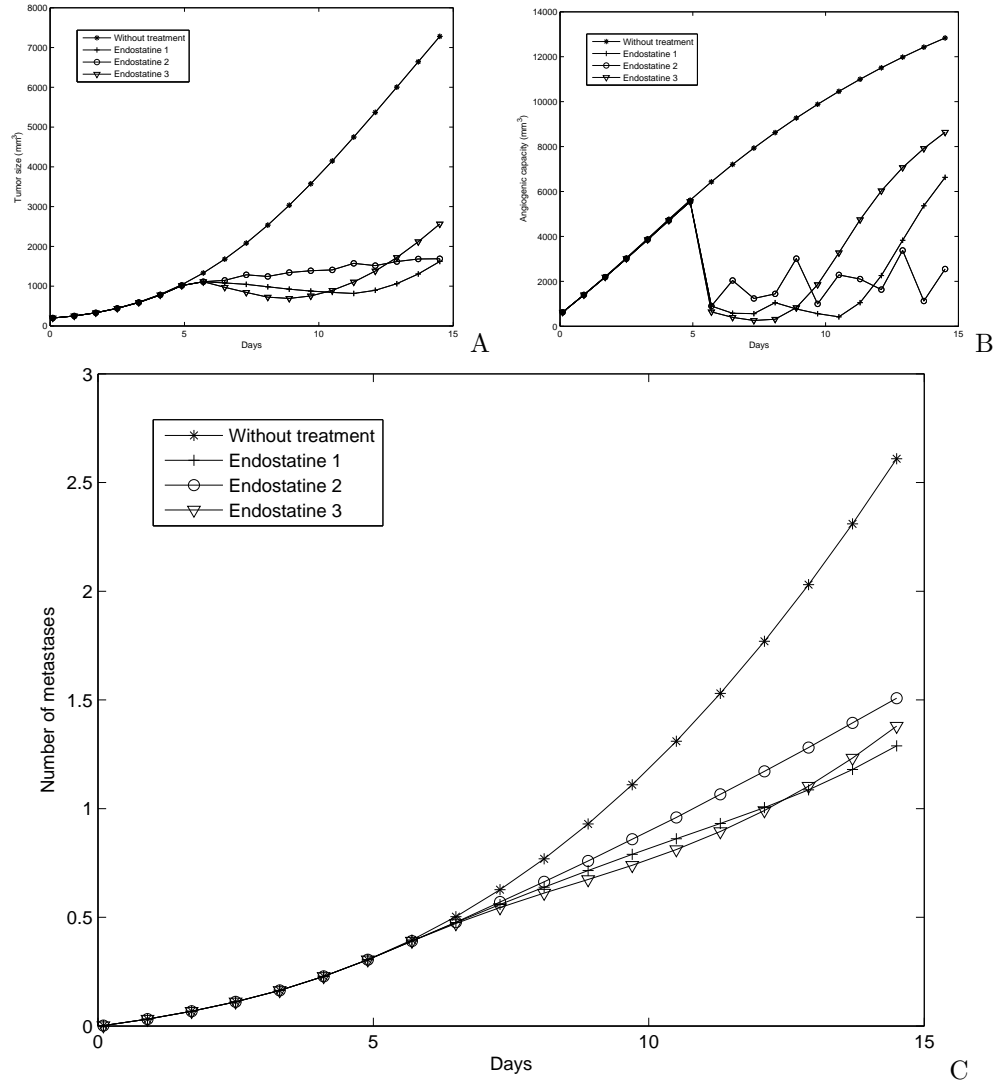 8000
7000
6000
5000
4000
3000
2000
1000
0
Tumor size (mm³)
Without treatment
Endostatine 1
Endostatine 2
Endostatine 3
0 5 10 15
Days
A
14000
12000
10000
8000
6000
4000
2000
0
Angiogenic capacity (mm³)
Without treatment
Endostatine 1
Endostatine 2
Endostatine 3
0 5 10 15
Days
B
3
2.5
2
1.5
1
0.5
0
Number of metastases
Without treatment
Endostatine 1
Endostatine 2
Endostatine 3
0 5 10 15
Days
C